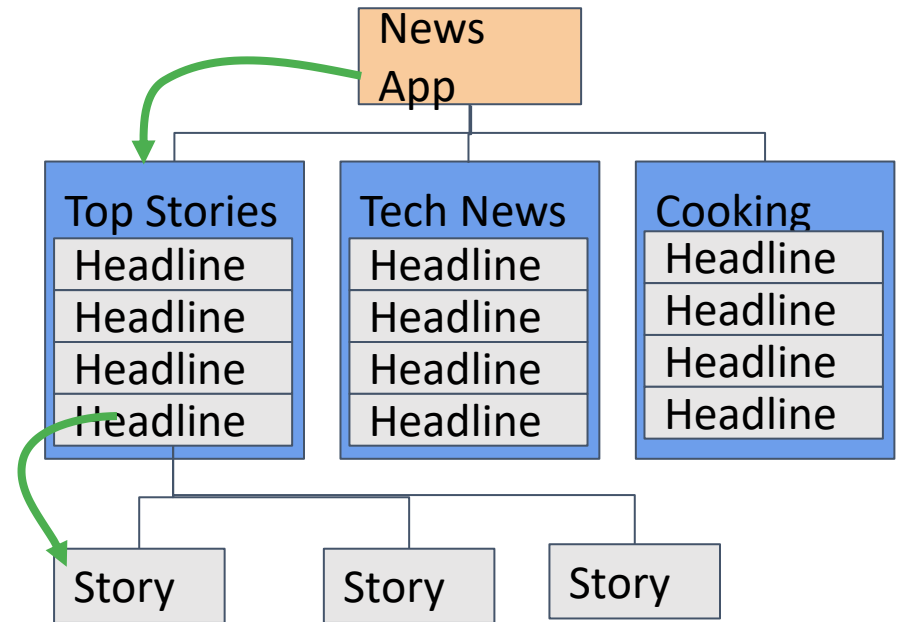 News
App
Top Stories
Headline
Headline
Headline
Headline
Tech News
Headline
Headline
Headline
Headline
Cooking
Headline
Headline
Headline
Headline
Story
Story
Story